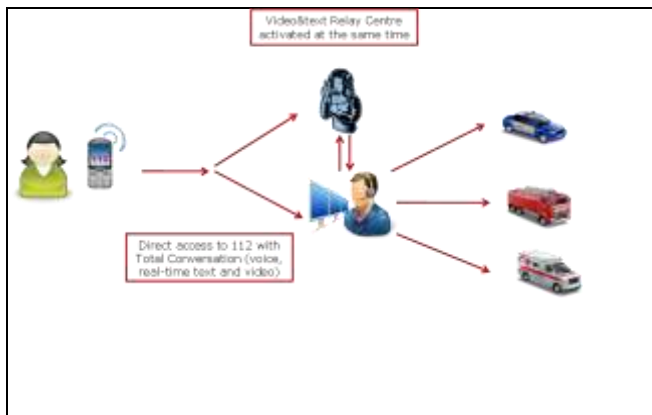 Video&text Relay Centre
activated at the same time
112
Direct access to 112 with
Total Conversation (voice,
real-time text and video)